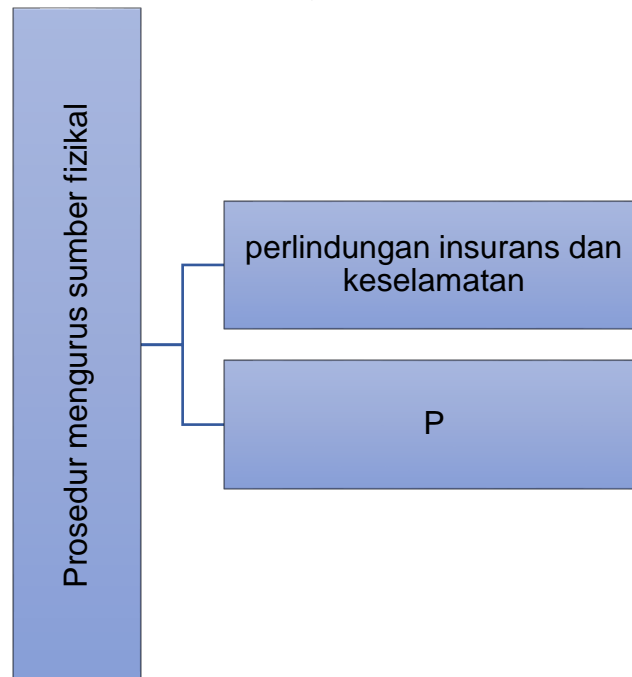 Prosedur mengurus sumber fizikal
perlindungan insurans dan
keselamatan
P